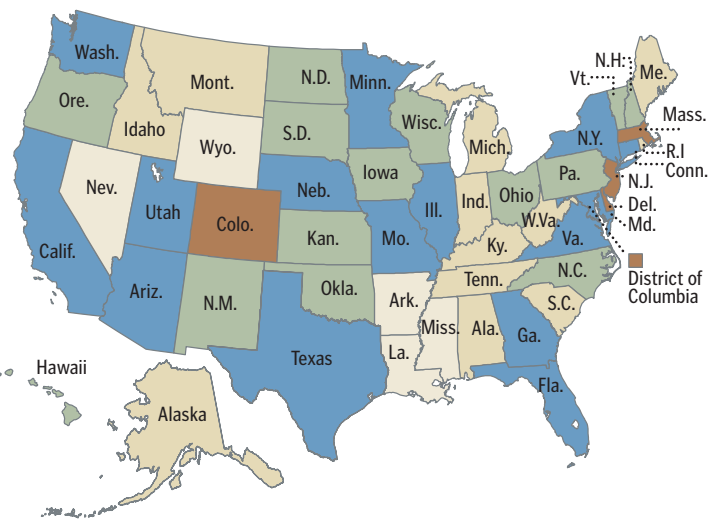 Wash.
Ore.
Calif.
Idaho
Nev.
Mont.
Wyo.
Utah
Ariz.
Colo.
N.M.
N.D.
S.D.
Neb.
Kan.
Okla.
Texas
Minn.
Iowa
Mo.
Ark.
La.
Wisc.
Ill.
Miss.
Mich.
Ind.
Ky.
Tenn.
Ala.
Ohio
W.Va.
Ga.
Fla.
S.C.
N.C.
Va.
Pa.
N.Y.
Vt.
N.H.
Me.
Mass.
R.I
Conn.
N.J.
Del.
Md.
District of
Columbia
Hawaii
Alaska